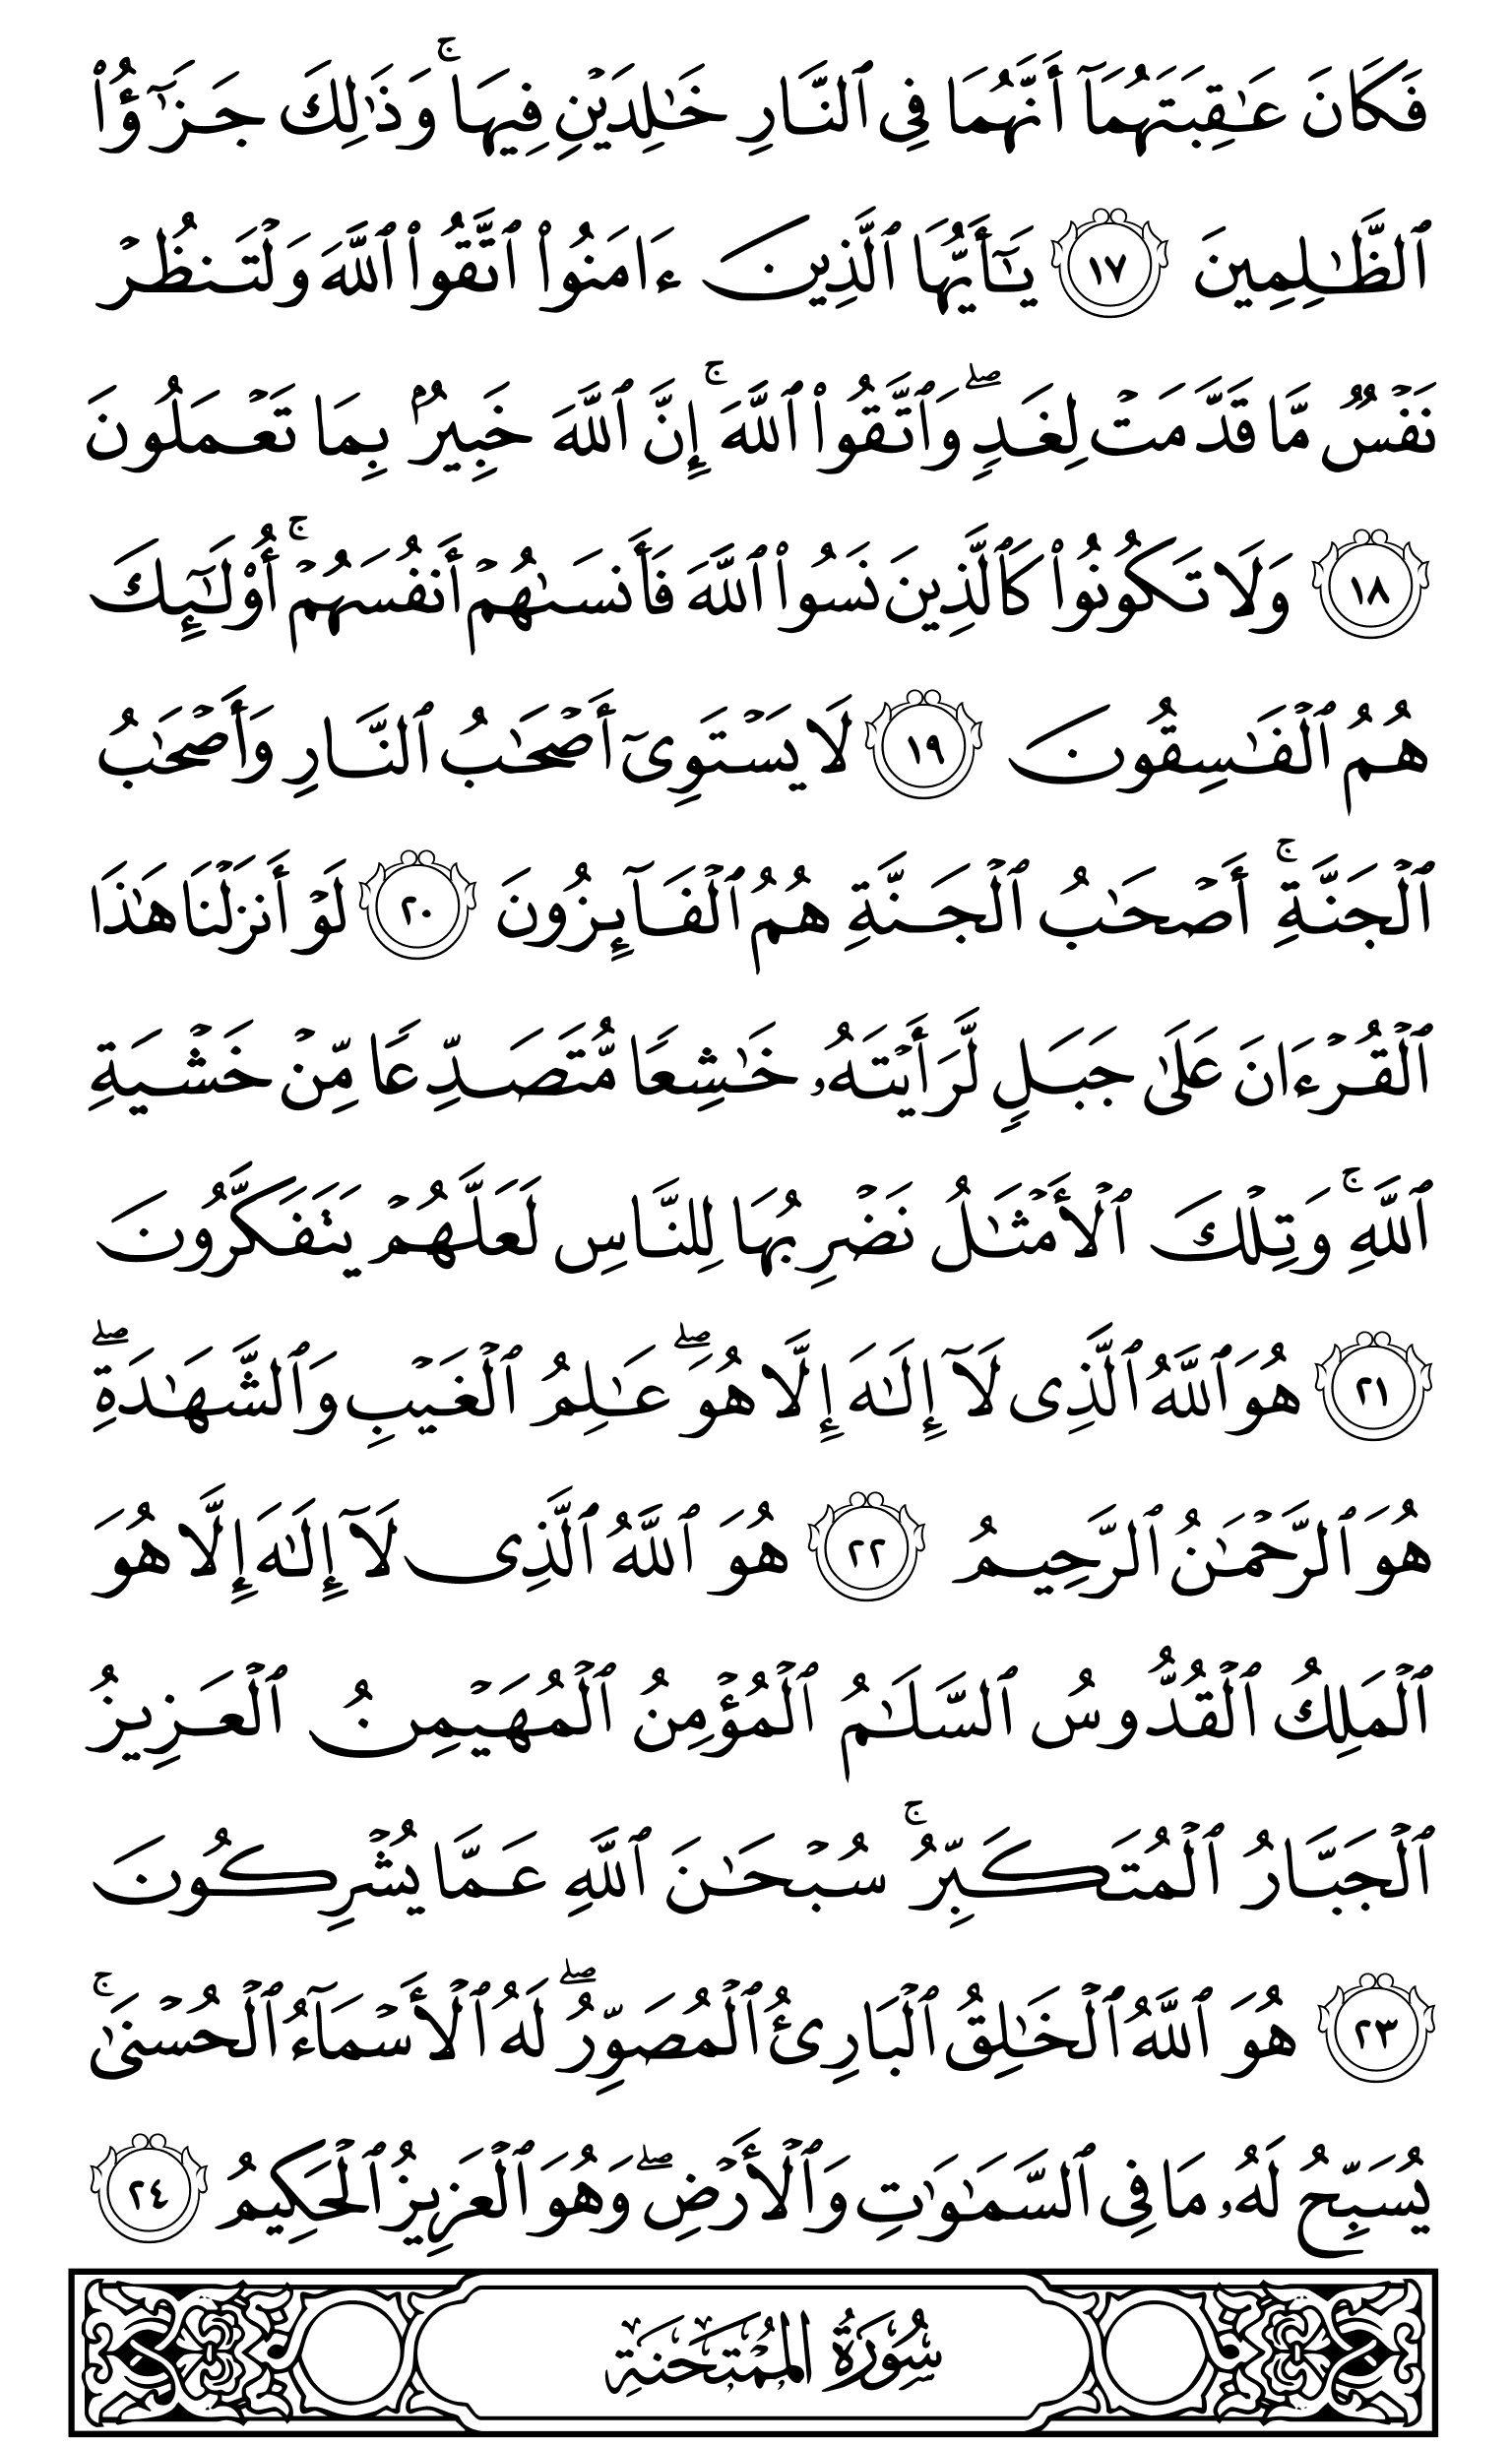 فَكَانَ عَـٰقِبَتَهُمَآ أَنَّهُمَا فِى ٱلنَّارِ خَـٰلِدَيْنِ فِيهَا ۚ وَذَٰلِكَ جَزَٰٓؤُا۟
ٱلظَّـٰلِمِينَ ١٧ يَـٰٓأَيُّهَا ٱلَّذِينَ ءَامَنُوا۟ ٱتَّقُوا۟ ٱللَّهَ وَلْتَنظُرْ
نَفْسٌ مَّا قَدَّمَتْ لِغَدٍ ۖ وَٱتَّقُوا۟ ٱللَّهَ ۚ إِنَّ ٱللَّهَ خَبِيرٌۢ بِمَا تَعْمَلُونَ
١٨ وَلَا تَكُونُوا۟ كَٱلَّذِينَ نَسُوا۟ ٱللَّهَ فَأَنسَىٰهُمْ أَنفُسَهُمْ ۚ أُو۟لَـٰٓئِكَ
هُمُ ٱلْفَـٰسِقُونَ ١٩ لَا يَسْتَوِىٓ أَصْحَـٰبُ ٱلنَّارِ وَأَصْحَـٰبُ
ٱلْجَنَّةِ ۚ أَصْحَـٰبُ ٱلْجَنَّةِ هُمُ ٱلْفَآئِزُونَ ٢٠ لَوْ أَنزَلْنَا هَـٰذَا
ٱلْقُرْءَانَ عَلَىٰ جَبَلٍ لَّرَأَيْتَهُۥ خَـٰشِعًا مُّتَصَدِّعًا مِّنْ خَشْيَةِ
ٱللَّهِ ۚ وَتِلْكَ ٱلْأَمْثَـٰلُ نَضْرِبُهَا لِلنَّاسِ لَعَلَّهُمْ يَتَفَكَّرُونَ
٢١ هُوَ ٱللَّهُ ٱلَّذِى لَآ إِلَـٰهَ إِلَّا هُوَ ۖ عَـٰلِمُ ٱلْغَيْبِ وَٱلشَّهَـٰدَةِ ۖ
هُوَ ٱلرَّحْمَـٰنُ ٱلرَّحِيمُ ٢٢ هُوَ ٱللَّهُ ٱلَّذِى لَآ إِلَـٰهَ إِلَّا هُوَ
ٱلْمَلِكُ ٱلْقُدُّوسُ ٱلسَّلَـٰمُ ٱلْمُؤْمِنُ ٱلْمُهَيْمِنُ ٱلْعَزِيزُ
ٱلْجَبَّارُ ٱلْمُتَكَبِّرُ ۚ سُبْحَـٰنَ ٱللَّهِ عَمَّا يُشْرِكُونَ
٢٣ هُوَ ٱللَّهُ ٱلْخَـٰلِقُ ٱلْبَارِئُ ٱلْمُصَوِّرُ ۖ لَهُ ٱلْأَسْمَآءُ ٱلْحُسْنَىٰ ۚ
يُسَبِّحُ لَهُۥ مَا فِى ٱلسَّمَـٰوَٰتِ وَٱلْأَرْضِ ۖ وَهُوَ ٱلْعَزِيزُ ٱلْحَكِيمُ ٢٤
سُورَةُ المُمْتَحنَةِ